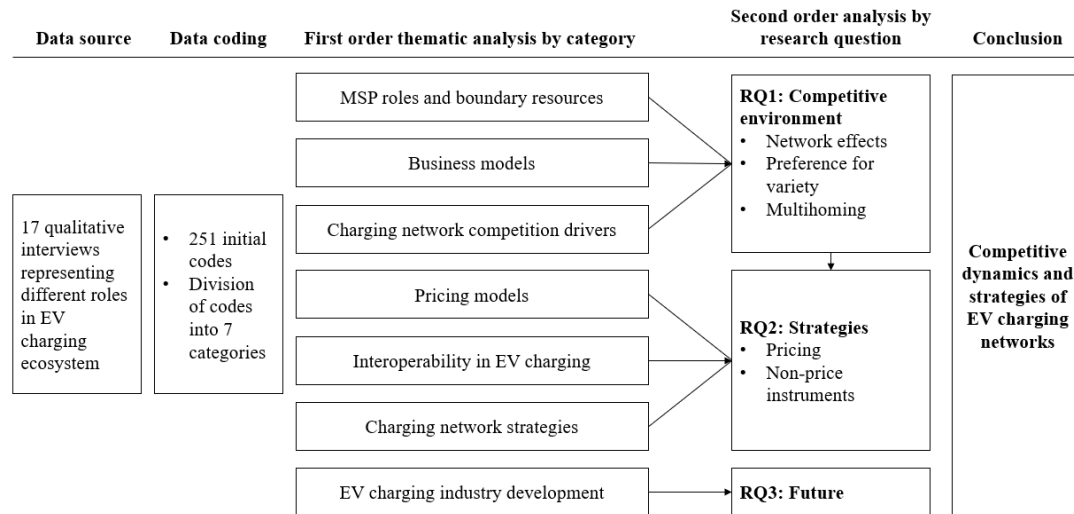 Data source
Data coding
First order thematic analysis by category
Second order analysis by
research question
Conclusion
17 qualitative
interviews
representing
different roles
in EV
charging
ecosystem
• 251 initial
codes
• Division
of codes
into 7
categories
MSP roles and boundary resources
Business models
Charging network competition drivers
Pricing models
Interoperability in EV charging
Charging network strategies
EV charging industry development
RQ1: Competitive
environment
• Network effects
• Preference for
variety
• Multihoming
RQ2: Strategies
• Pricing
• Non-price
instruments
RQ3: Future
Competitive
dynamics and
strategies of
EV charging
networks